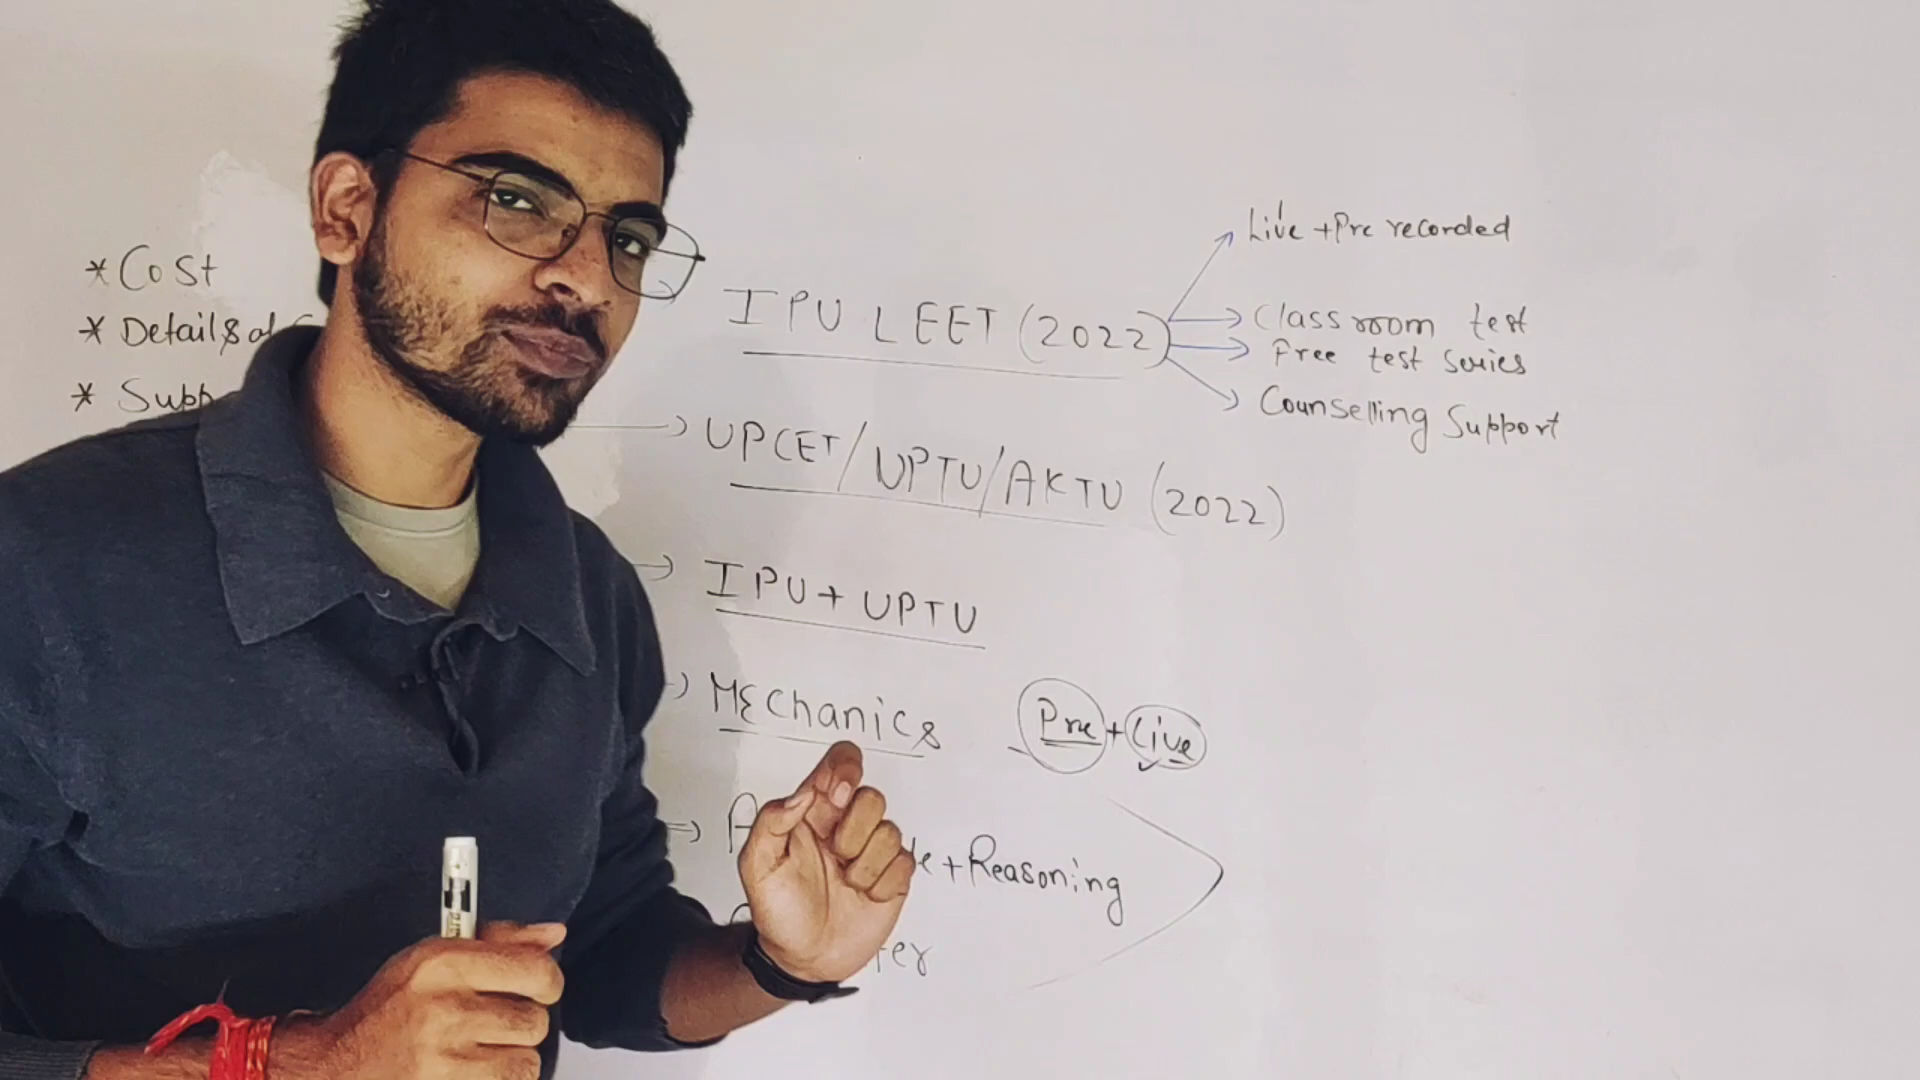 * Cost
* Details of
* Supp
IPU LEET (2022)
Live + Pre recorded
Classroom test
Free test series
Counselling Support
UPCET/UPTU/AKTU (2022)
IPU + UPTU
Mechanics Pre + Live
+ Reasoning